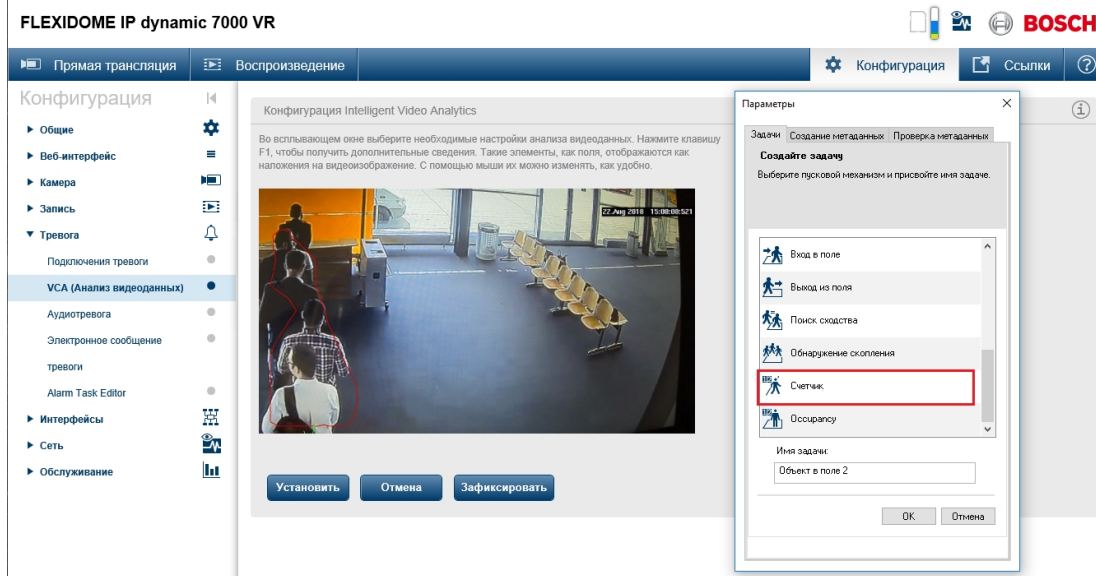 FLEXIDOME IP dynamic 7000 VR
BOSCH
Прямая трансляция
Воспроизведение
Конфигурация
Ссылки
Конфигурация
Общие
Веб-интерфейс
Камера
Запись
Тревога
Подключения тревоги
VCA (Анализ видеоданных)
Аудиотревога
Электронное сообщение
тревоги
Alarm Task Editor
Интерфейсы
Сеть
Обслуживание
Конфигурация Intelligent Video Analytics
Во всплывающем окне выберите необходимые настройки анализа видеоданных. Нажмите клавишу
F1, чтобы получить дополнительные сведения. Такие элементы, как поля, отображаются как
наложения на видеоизображение. С помощью мыши их можно изменять, как удобно.
22.Aug 2018 15:00:00:521
Установить
Отмена
Зафиксировать
Параметры
Задачи
Создание метаданных
Проверка метаданных
Создайте задачу
Выберите пусковой механизм и присвойте имя задаче.
Вход в поле
Выход из поля
Поиск сходства
Обнаружение скопления
Счетчик
Occupancy
Имя задачи:
Объект в поле 2
OK
Отмена